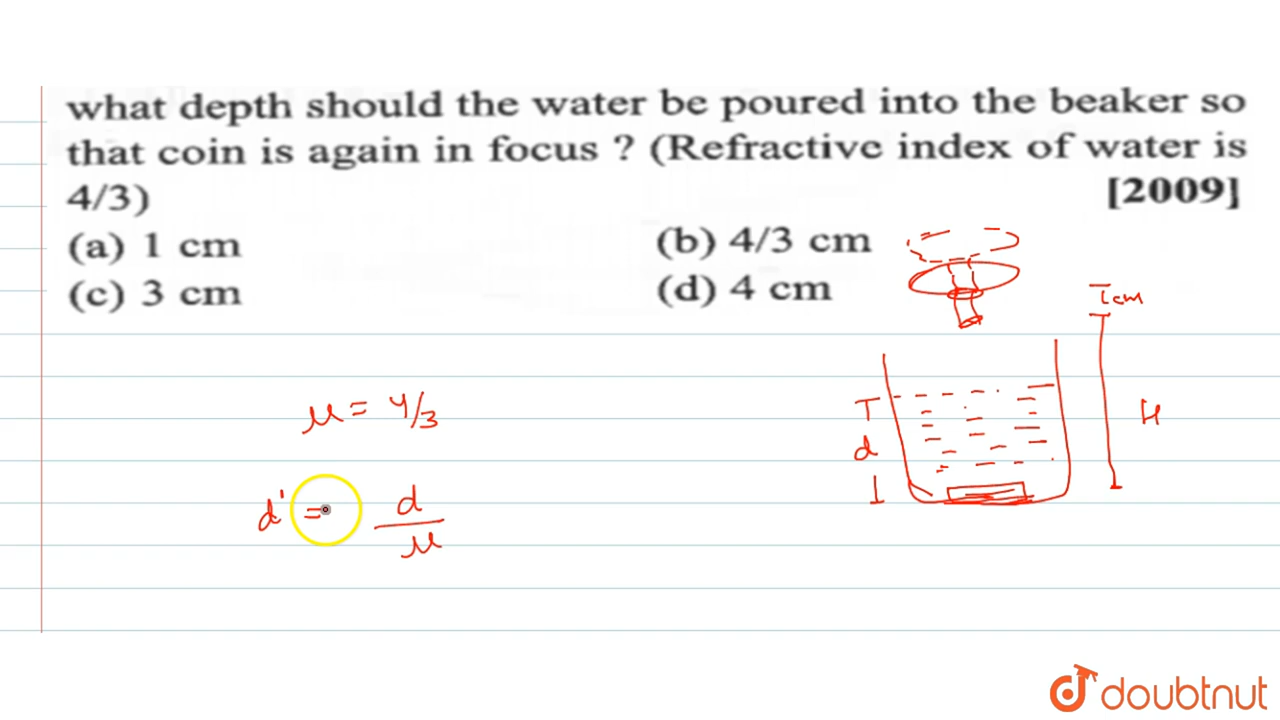 what depth should the water be poured into the beaker so
that coin is again in focus ? (Refractive index of water is
4/3) [2009]
(a) 1 cm (b) 4/3 cm
(c) 3 cm (d) 4 cm
1cm
μ = 4/3
H
d
d' = d/μ
doubtnut